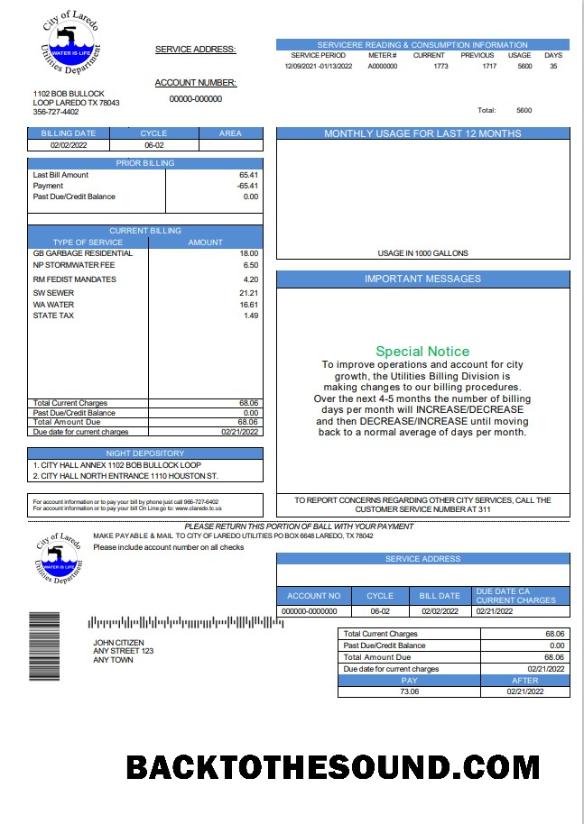 City of Laredo
WATER IS LIFE
Utilities Department
1102 BOB BULLOCK
LOOP LAREDO TX 78043
356-727-4402
SERVICE ADDRESS:
ACCOUNT NUMBER:
00000-000000
SERVICERE READING & CONSUMPTION INFORMATION
SERVICE PERIOD METER.# CURRENT PREVIOUS USAGE DAYS
12/09/2021-01/13/2022 A0000000 1773 1717 5600 35
Total: 5600
BILLING DATE CYCLE AREA
02/02/2022 06-02
PRIOR BILLING
Last Bill Amount 65.41
Payment -65.41
Past Due/Credit Balance 0.00
CURRENT BILLING
TYPE OF SERVICE AMOUNT
GB GARBAGE RESIDENTIAL 18.00
NP STORMWATER FEE 6.50
RM FEDIST MANDATES 4.20
SW SEWER 21.21
WA WATER 16.61
STATE TAX 1.49
Total Current Charges 68.06
Past Due/Credit Balance 0.00
Total Amount Due 68.06
Due date for current charges 02/21/2022
NIGHT DEPOSITORY
1. CITY HALL ANNEX 1102 BOB BULLOCK LOOP
2. CITY HALL NORTH ENTRANCE 1110 HOUSTON ST.
For account information or to pay your bill by phone just call 966-727-6402
For account information or to pay your bill On Line go to: www.claredo.to.us
MONTHLY USAGE FOR LAST 12 MONTHS
USAGE IN 1000 GALLONS
IMPORTANT MESSAGES
Special Notice
To improve operations and account for city
growth, the Utilities Billing Division is
making changes to our billing procedures.
Over the next 4-5 months the number of billing
days per month will INCREASE/DECREASE
and then DECREASE/INCREASE until moving
back to a normal average of days per month.
TO REPORT CONCERNS REGARDING OTHER CITY SERVICES, CALL THE
CUSTOMER SERVICE NUMBER AT 311
PLEASE RETURN THIS PORTION OF BALL WITH YOUR PAYMENT
City of Laredo
WATER IS LIFE
Utilities Department
MAKE PAYABLE & MAIL TO CITY OF LAREDO UTILITIES PO BOX 6648 LAREDO, TX 78042
Please include account number on all checks
SERVICE ADDRESS
ACCOUNT NO CYCLE BILL DATE DUE DATE CA
CURRENT CHARGES
000000-0000000 06-02 02/02/2022 02/21/2022
JOHN CITIZEN
ANY STREET 123
ANY TOWN
Total Current Charges 68.06
Past Due/Credit Balance 0.00
Total Amount Due 68.06
Due date for current charges 02/21/2022
PAY AFTER
73.06 02/21/2022
BACKTOTHESOUND.COM